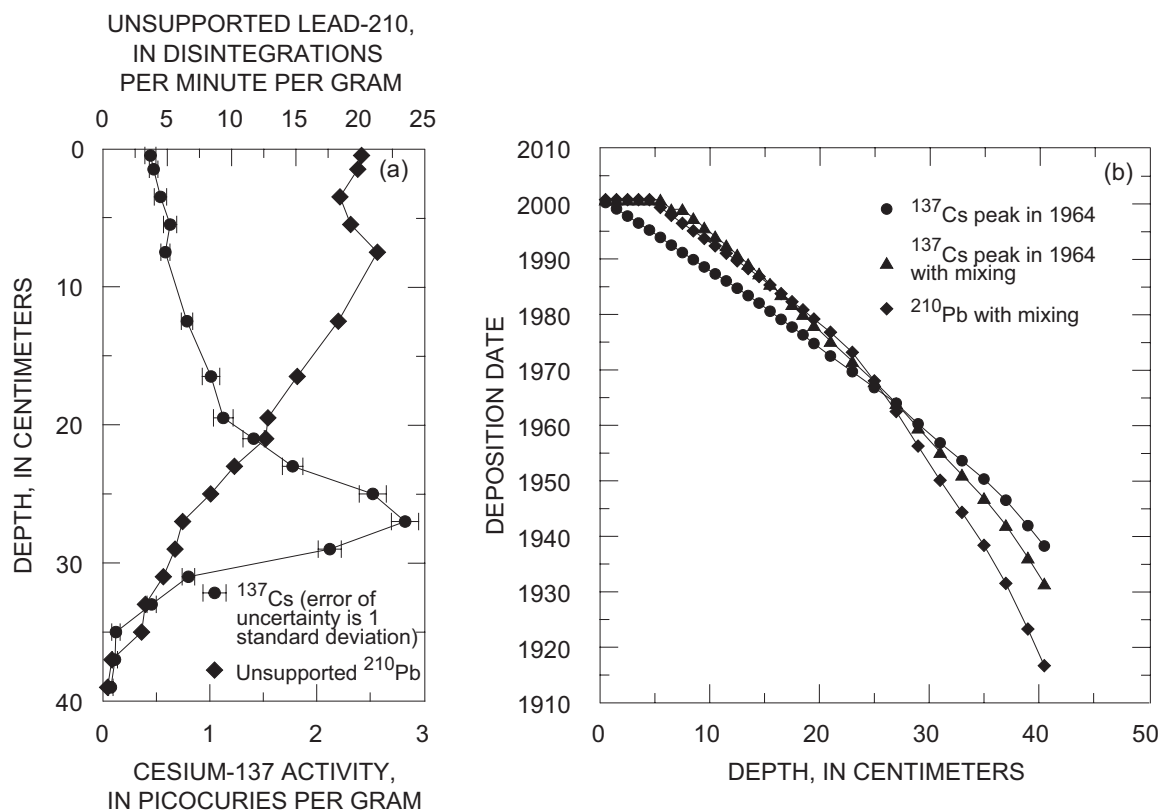 UNSUPPORTED LEAD-210,
IN DISINTEGRATIONS
PER MINUTE PER GRAM
0 5 10 15 20 25
(a)
0
10
20
30
40
DEPTH, IN CENTIMETERS
¹³⁷Cs (error of
uncertainty is 1
standard deviation)
Unsupported ²¹⁰Pb
0 1 2 3
CESIUM-137 ACTIVITY,
IN PICOCURIES PER GRAM
2010
2000
1990
1980
1970
1960
1950
1940
1930
1920
1910
DEPOSITION DATE
(b)
¹³⁷Cs peak in 1964
¹³⁷Cs peak in 1964
with mixing
²¹⁰Pb with mixing
0 10 20 30 40 50
DEPTH, IN CENTIMETERS